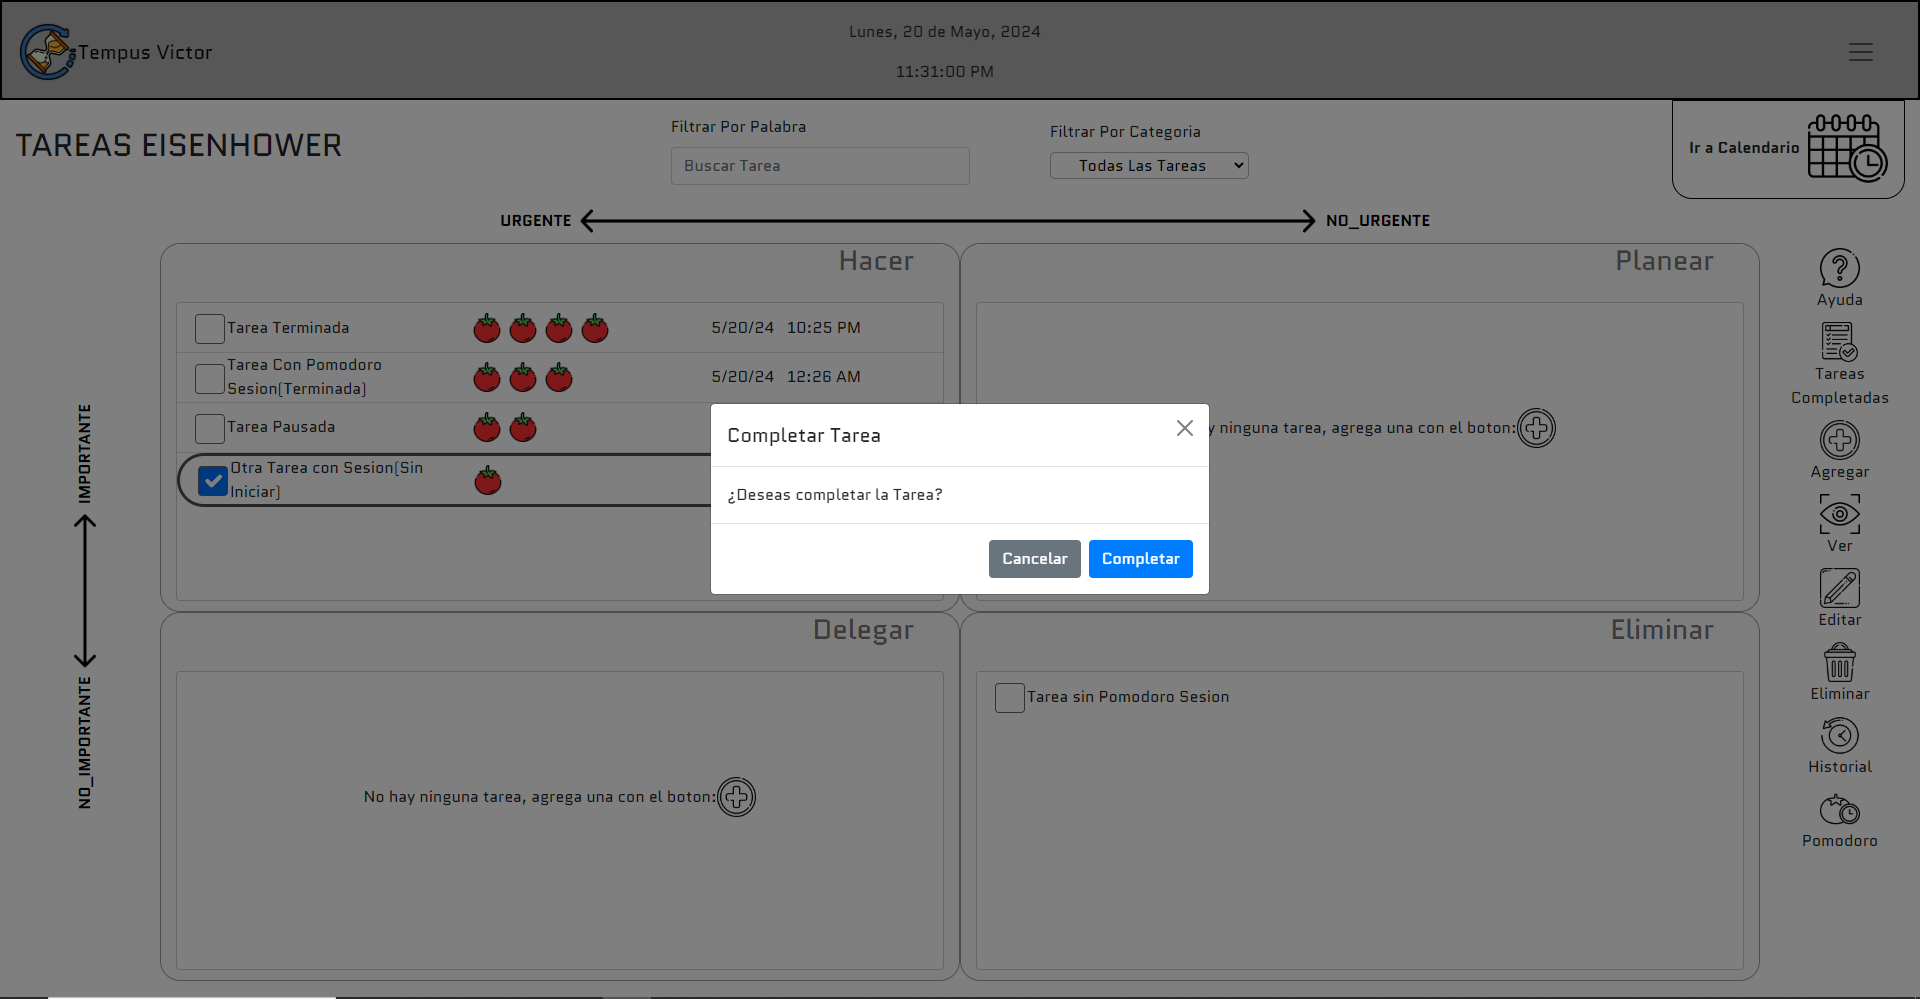 Tempus Victor
Lunes, 20 de Mayo, 2024
11:31:00 PM
TAREAS EISENHOWER
Filtrar Por Palabra
Buscar Tarea
Filtrar Por Categoria
Todas Las Tareas
Ir a Calendario
URGENTE
NO_URGENTE
IMPORTANTE
NO_IMPORTANTE
Hacer
Tarea Terminada
5/20/24 10:25 PM
Tarea Con Pomodoro
Sesion(Terminada)
5/20/24 12:26 AM
Tarea Pausada
Otra Tarea con Sesion(Sin
Iniciar)
Planear
y ninguna tarea, agrega una con el boton:
Completar Tarea
¿Deseas completar la Tarea?
Cancelar
Completar
Delegar
No hay ninguna tarea, agrega una con el boton:
Eliminar
Tarea sin Pomodoro Sesion
Ayuda
Tareas
Completadas
Agregar
Ver
Editar
Eliminar
Historial
Pomodoro